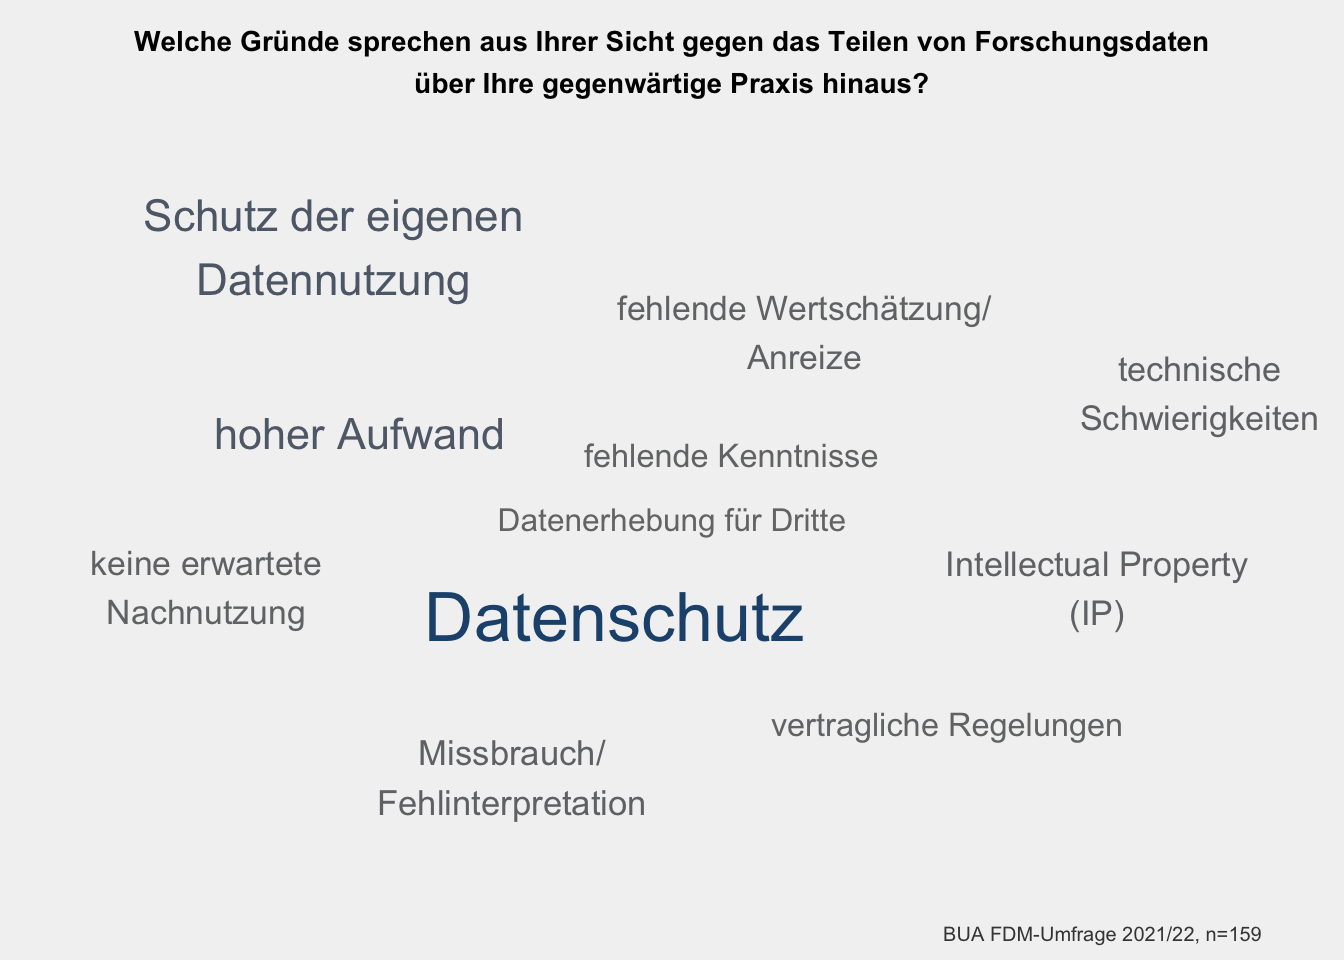 Welche Gründe sprechen aus Ihrer Sicht gegen das Teilen von Forschungsdaten
über Ihre gegenwärtige Praxis hinaus?
Schutz der eigenen
Datennutzung
fehlende Wertschätzung/
Anreize
technische
Schwierigkeiten
hoher Aufwand
fehlende Kenntnisse
Datenerhebung für Dritte
keine erwartete
Nachnutzung
Intellectual Property
(IP)
Datenschutz
vertragliche Regelungen
Missbrauch/
Fehlinterpretation
BUA FDM-Umfrage 2021/22, n=159